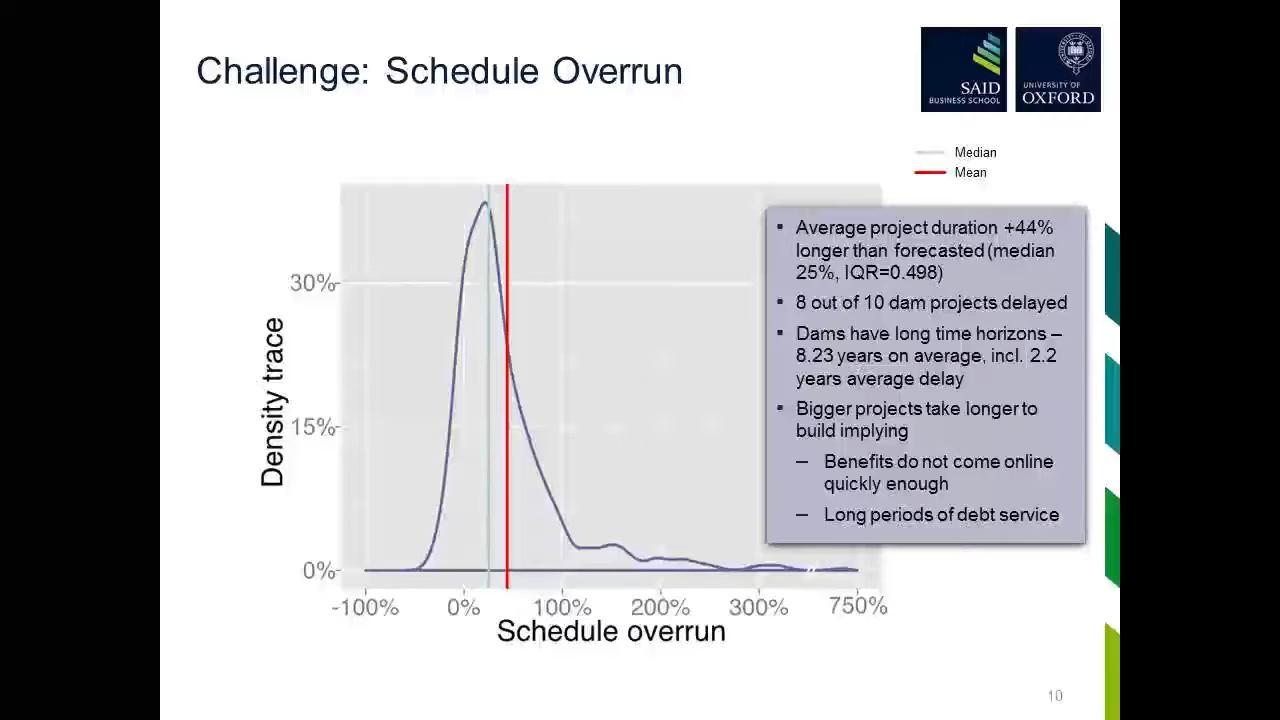 Challenge: Schedule Overrun
SAID
BUSINESS SCHOOL
UNIVERSITY OF
OXFORD
Median
Mean
30%
15%
0%
Density trace
-100%
0%
100%
200%
300%
750%
Schedule overrun
▪ Average project duration +44%
longer than forecasted (median
25%, IQR=0.498)
▪ 8 out of 10 dam projects delayed
▪ Dams have long time horizons –
8.23 years on average, incl. 2.2
years average delay
▪ Bigger projects take longer to
build implying
– Benefits do not come online
quickly enough
– Long periods of debt service
10